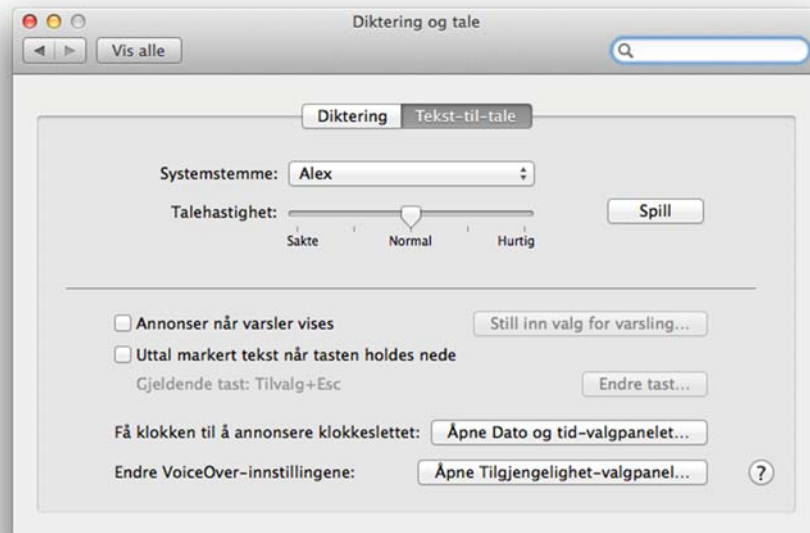 Diktering og tale
Vis alle
Diktering Tekst-til-tale
Systemstemme: Alex
Talehastighet: Spill
Sakte Normal Hurtig
Annonser når varsler vises Still inn valg for varsling...
Uttal markert tekst når tasten holdes nede
Gjeldende tast: Tilvalg+Esc Endre tast...
Få klokken til å annonsere klokkeslettet: Åpne Dato og tid-valgpanelet...
Endre VoiceOver-innstillingene: Åpne Tilgjengelighet-valgpanel... ?